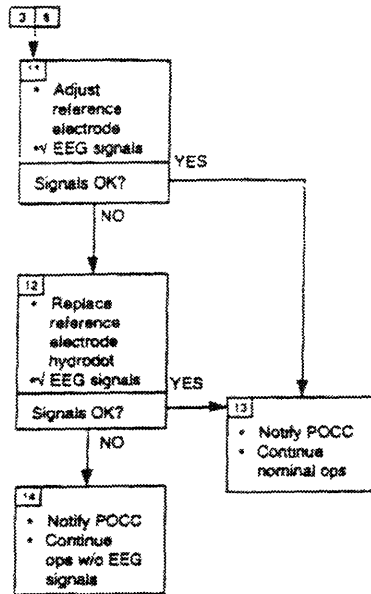 3 6
11
* Adjust
reference
electrode
*√ EEG signals
YES
Signals OK?
NO
12
* Replace
reference
electrode
hydrodot
*√ EEG signals
YES
Signals OK?
NO
13
* Notify POCC
* Continue
nominal ops
14
* Notify POCC
* Continue
ops w/o EEG
signals